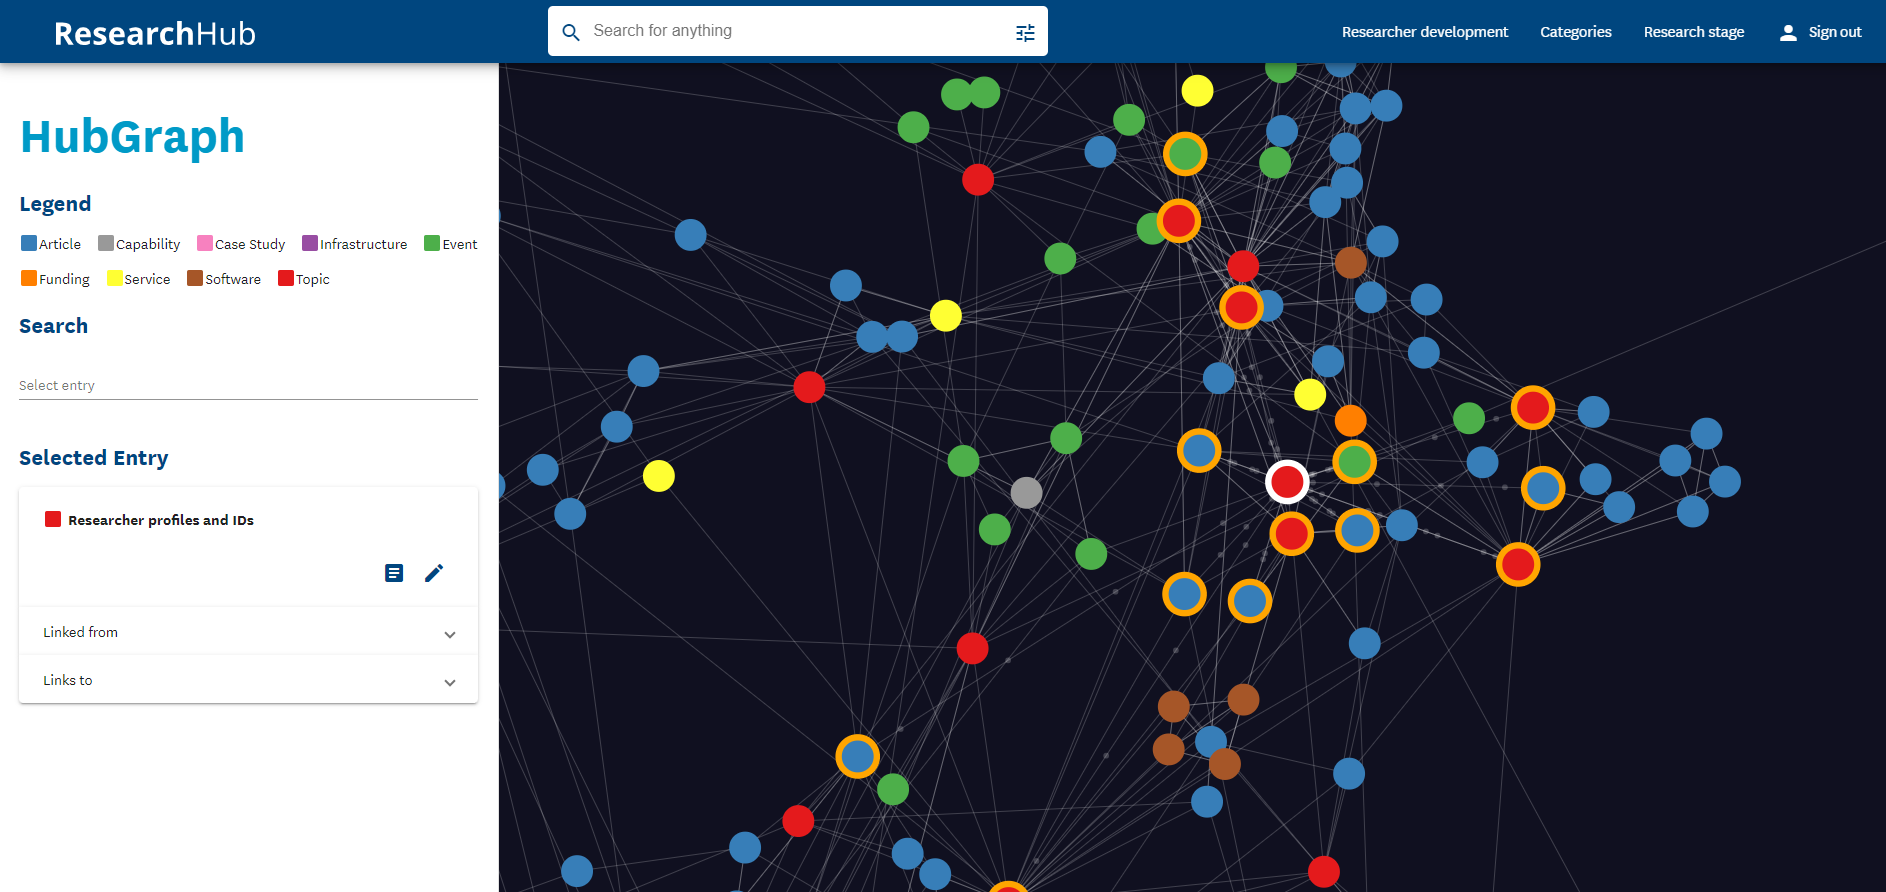 ResearchHub
Search for anything
Researcher development
Categories
Research stage
Sign out
HubGraph
Legend
Article Capability Case Study Infrastructure Event
Funding Service Software Topic
Search
Select entry
Selected Entry
Researcher profiles and IDs
Linked from
Links to